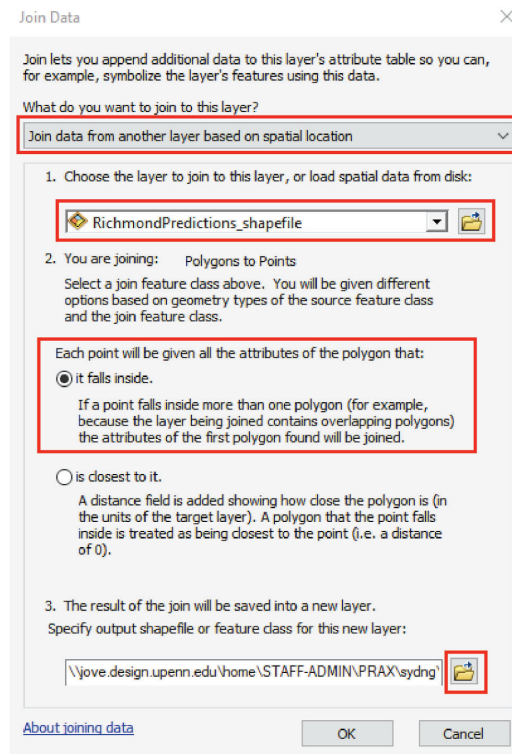 Join Data
Join lets you append additional data to this layer's attribute table so you can,
for example, symbolize the layer's features using this data.
What do you want to join to this layer?
Join data from another layer based on spatial location
1. Choose the layer to join to this layer, or load spatial data from disk:
RichmondPredictions_shapefile
2. You are joining: Polygons to Points
Select a join feature class above. You will be given different
options based on geometry types of the source feature class
and the join feature class.
Each point will be given all the attributes of the polygon that:
it falls inside.
If a point falls inside more than one polygon (for example,
because the layer being joined contains overlapping polygons)
the attributes of the first polygon found will be joined.
is closest to it.
A distance field is added showing how close the polygon is (in
the units of the target layer). A polygon that the point falls
inside is treated as being closest to the point (i.e. a distance
of 0).
3. The result of the join will be saved into a new layer.
Specify output shapefile or feature class for this new layer:
\\jove.design.upenn.edu\home\STAFF-ADMIN\PRAX\sydng
About joining data
OK
Cancel